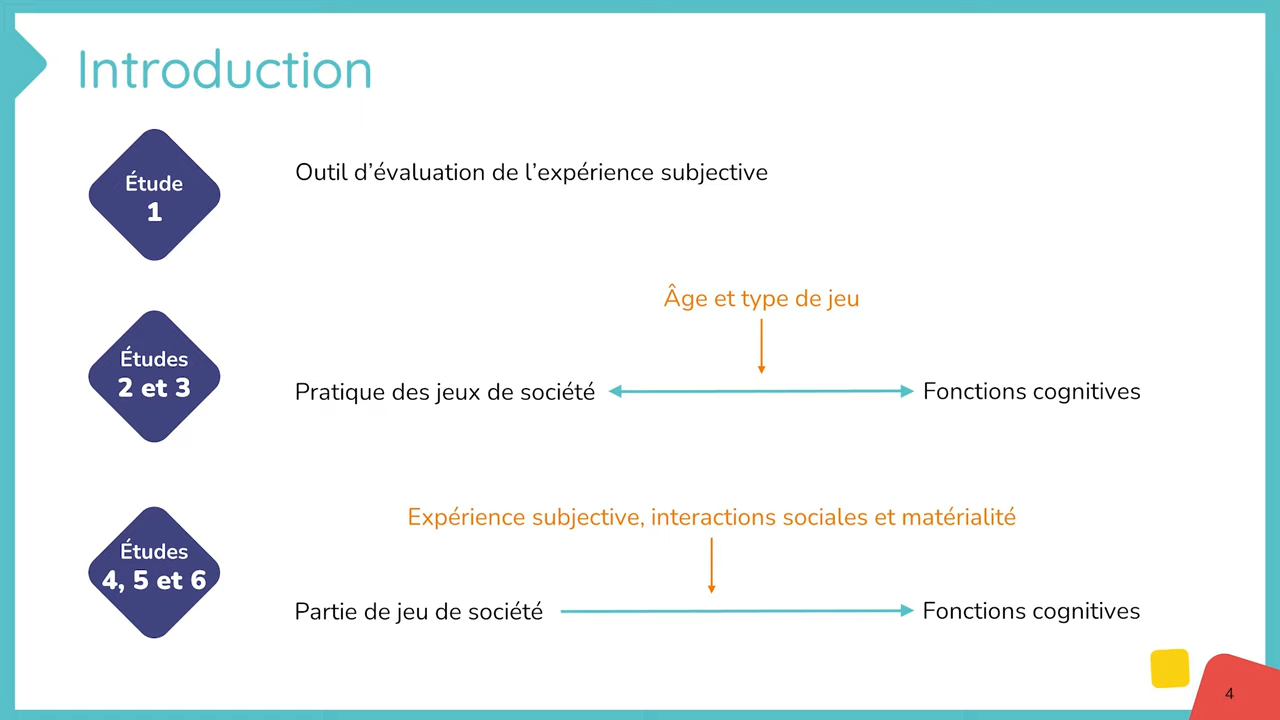 Introduction
Étude
1
Outil d’évaluation de l’expérience subjective
Âge et type de jeu
Études
2 et 3
Pratique des jeux de société
Fonctions cognitives
Expérience subjective, interactions sociales et matérialité
Études
4, 5 et 6
Partie de jeu de société
Fonctions cognitives
4